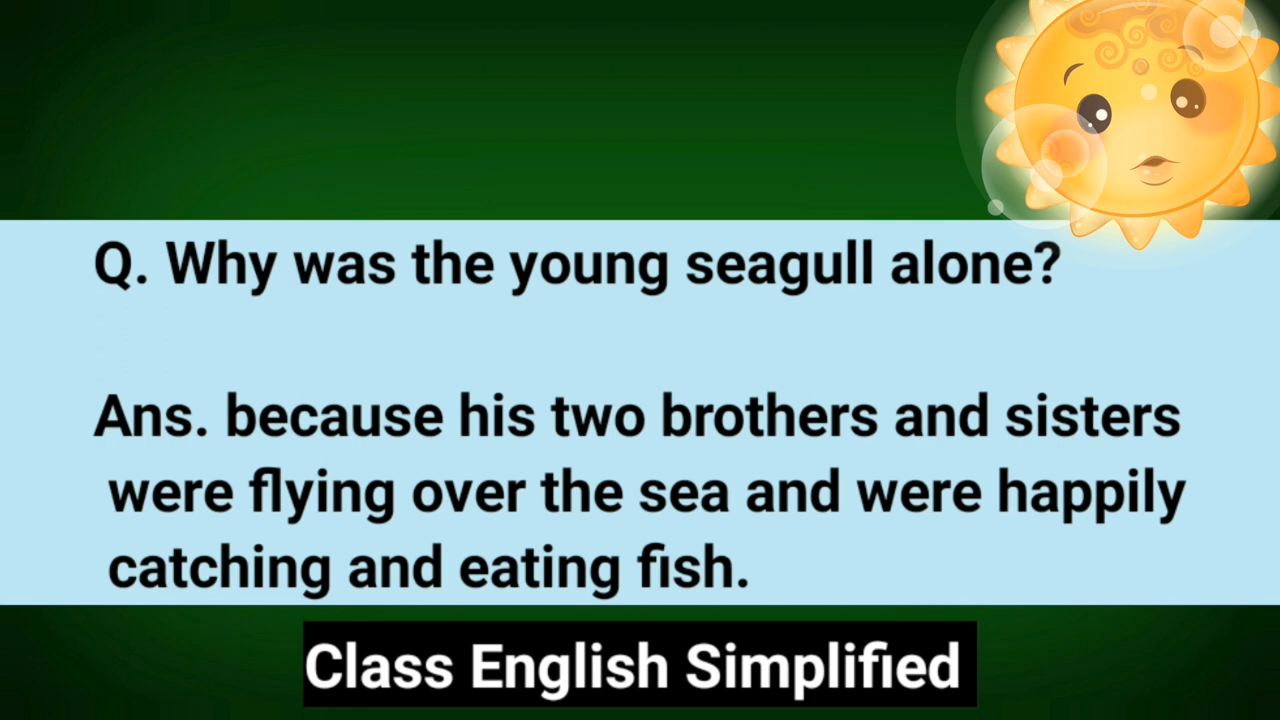 Q. Why was the young seagull alone?
Ans. because his two brothers and sisters
were flying over the sea and were happily
catching and eating fish.
Class English Simplified